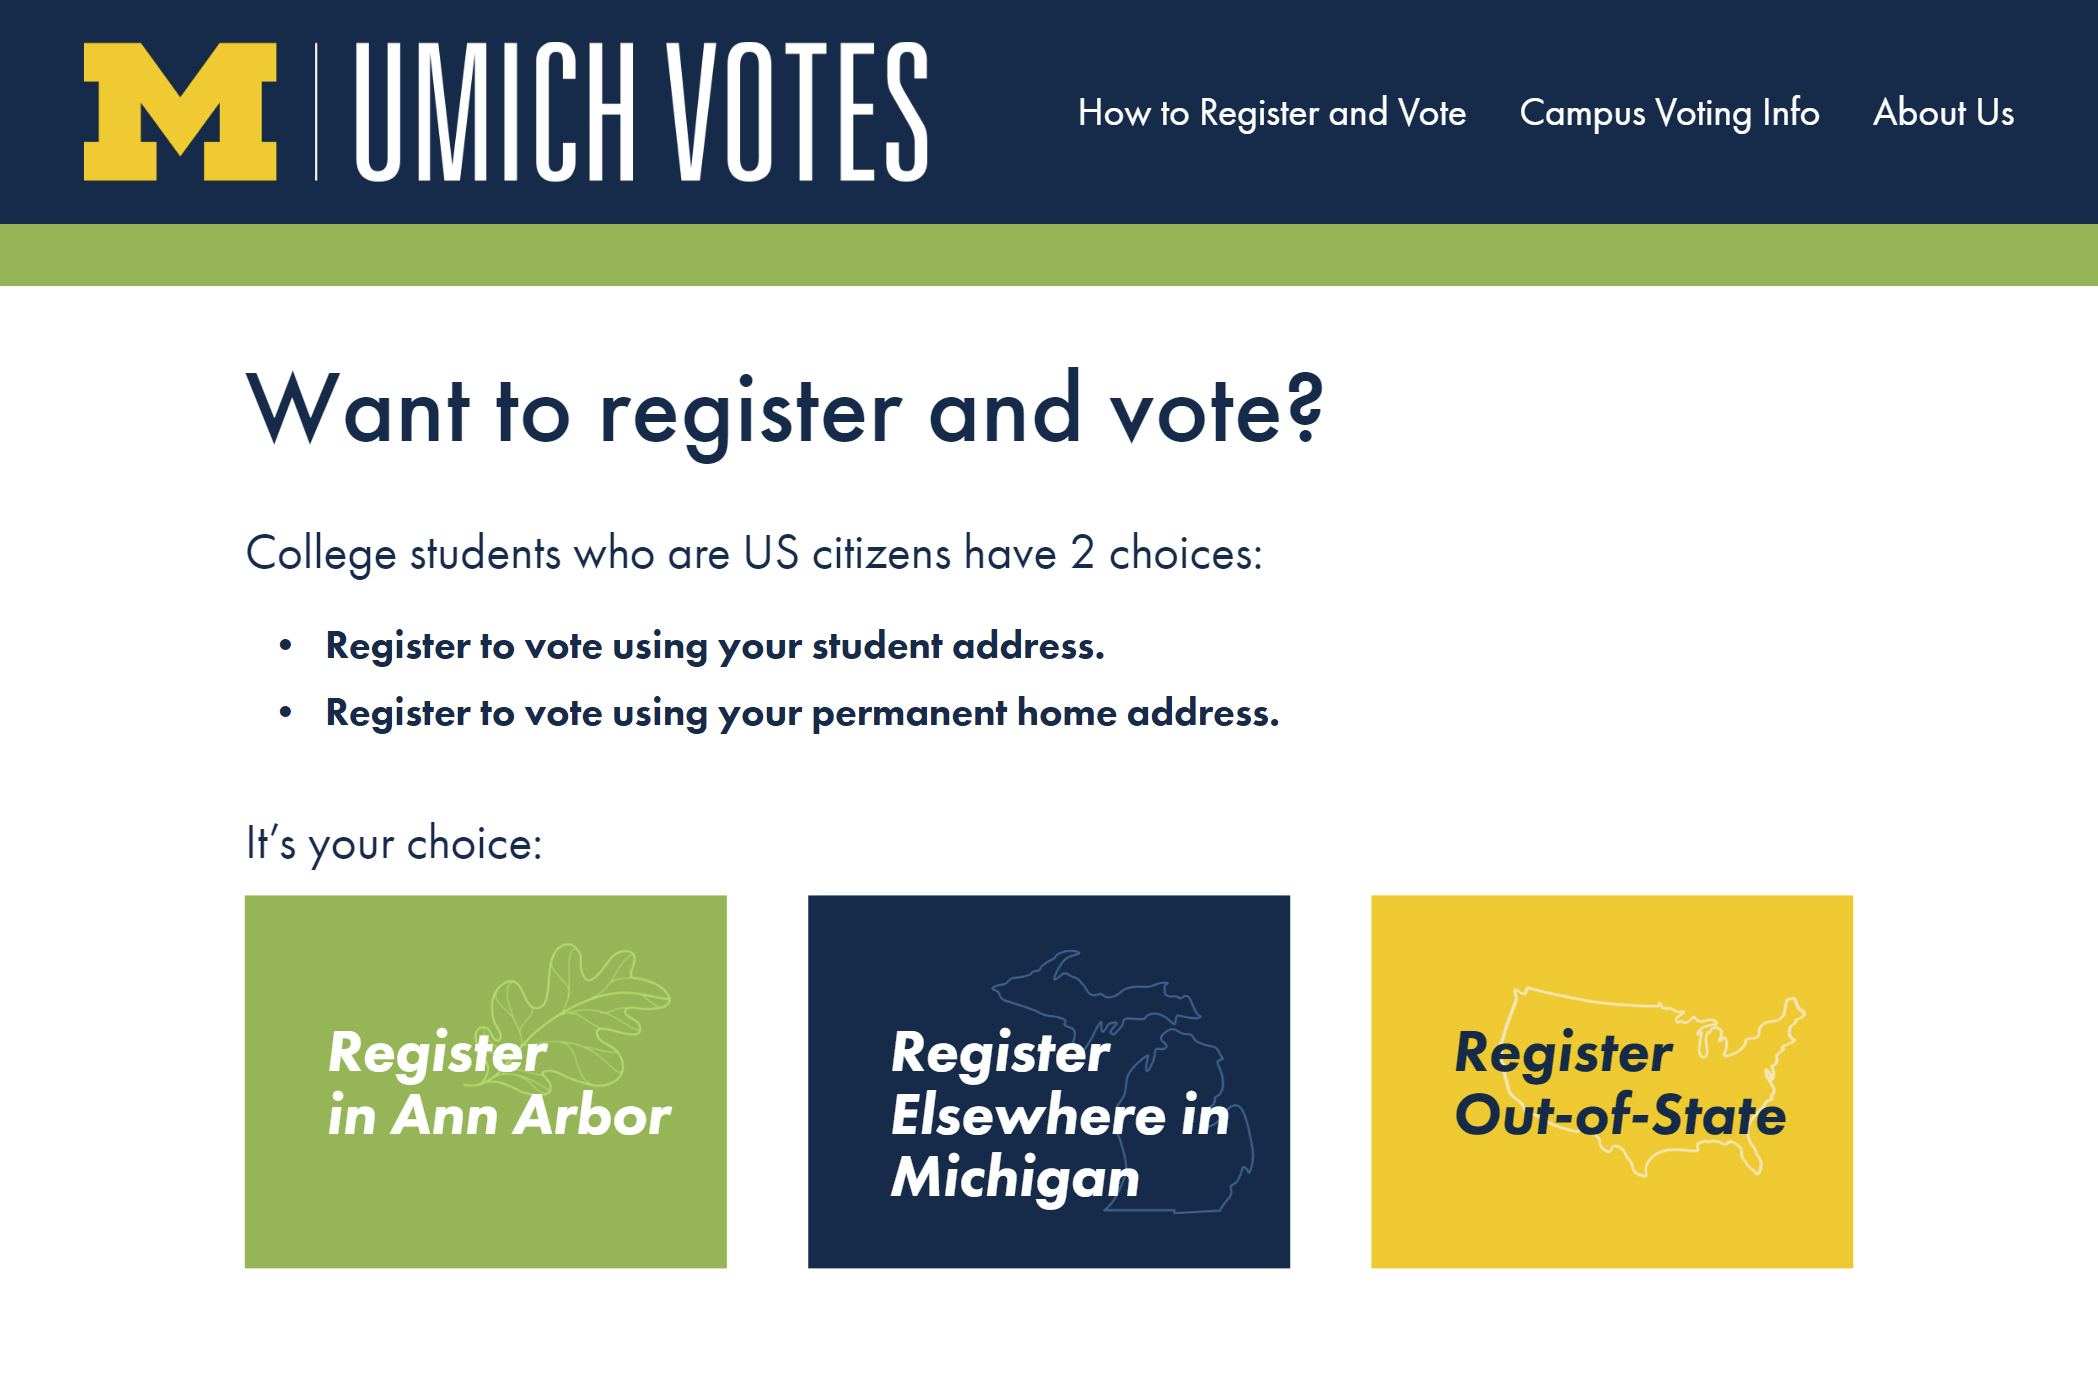 M | UMICH VOTES
How to Register and Vote Campus Voting Info About Us
Want to register and vote?
College students who are US citizens have 2 choices:
• Register to vote using your student address.
• Register to vote using your permanent home address.
It’s your choice:
Register
in Ann Arbor
Register
Elsewhere in
Michigan
Register
Out-of-State